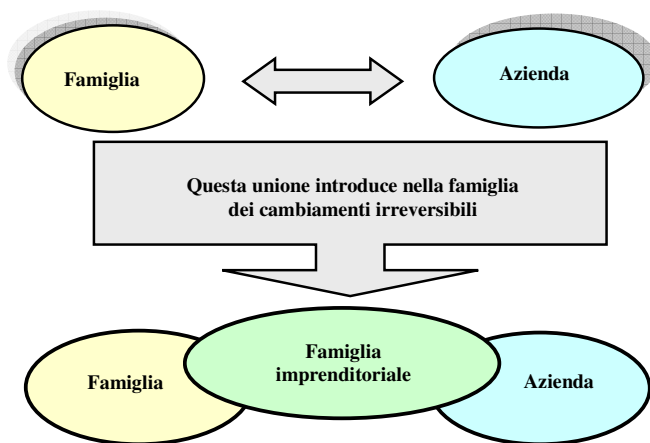 Famiglia
Azienda
Questa unione introduce nella famiglia
dei cambiamenti irreversibili
Famiglia
Famiglia
imprenditoriale
Azienda